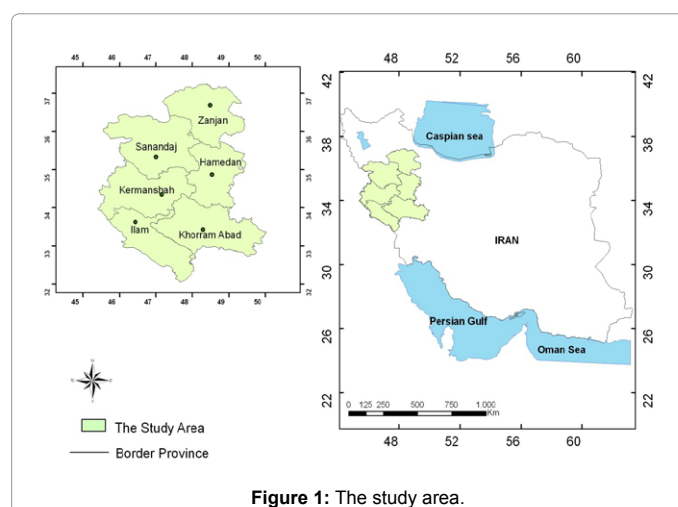 45 46 47 48 49 50
37
36
35
34
33
32
Zanjan
Sanandaj
Hamedan
Kermanshah
Ilam
Khorram Abad
37
36
35
34
33
32
45 46 47 48 49 50
The Study Area
Border Province
48 52 56 60
42
38
34
30
26
22
Caspian sea
IRAN
Persian Gulf
Oman Sea
42
38
34
30
26
22
0 125 250 500 750 1.000
Km
48 52 56 60
Figure 1: The study area.